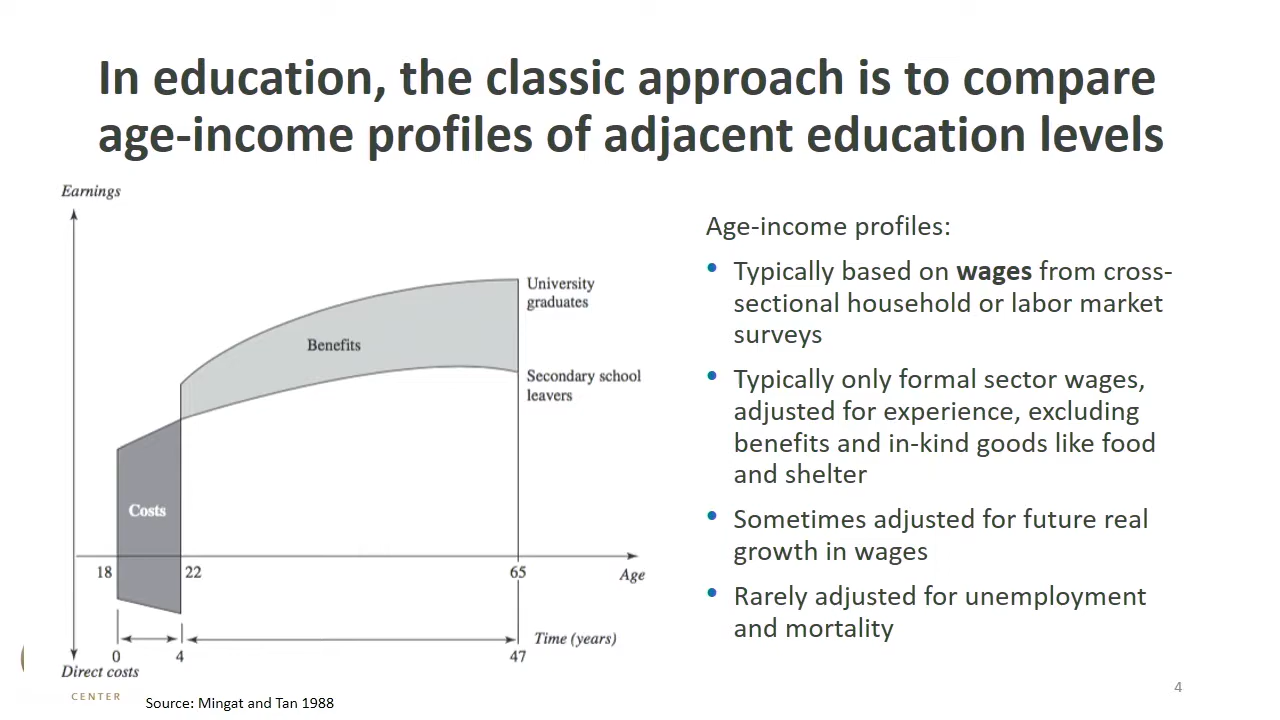 In education, the classic approach is to compare
age-income profiles of adjacent education levels
Earnings
University
graduates
Benefits
Secondary school
leavers
Costs
18
22
65
Age
Time (years)
0
4
47
Direct costs
Age-income profiles:
• Typically based on wages from cross-
sectional household or labor market
surveys
• Typically only formal sector wages,
adjusted for experience, excluding
benefits and in-kind goods like food
and shelter
• Sometimes adjusted for future real
growth in wages
• Rarely adjusted for unemployment
and mortality
CENTER
Source: Mingat and Tan 1988
4